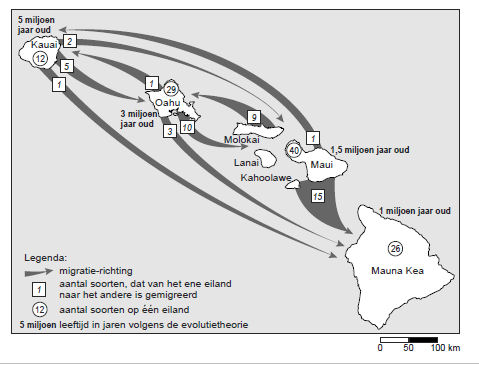 5 miljoen
jaar oud
Kauai
12
2
5
1
1
29
Oahu
3 miljoen
jaar oud
3
10
9
Molokai
Lanai
Kahoolawe
1
40
1,5 miljoen jaar oud
Maui
15
1 miljoen jaar oud
26
Mauna Kea
Legenda:
migratie-richting
1
aantal soorten, dat van het ene eiland
naar het andere is gemigreerd
12
aantal soorten op één eiland
5 miljoen leeftijd in jaren volgens de evolutietheorie
0 50 100 km